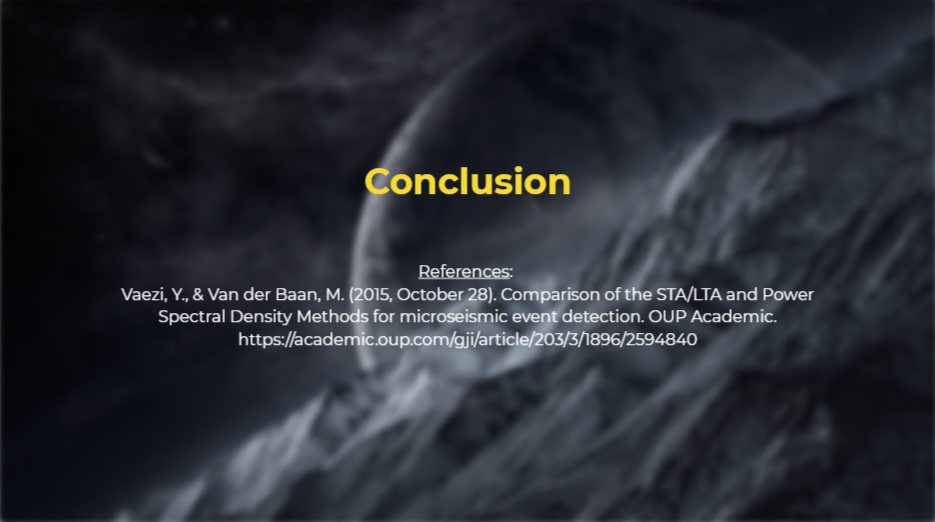 Conclusion
References:
Vaezi, Y., & Van der Baan, M. (2015, October 28). Comparison of the STA/LTA and Power
Spectral Density Methods for microseismic event detection. OUP Academic.
https://academic.oup.com/gji/article/203/3/1896/2594840